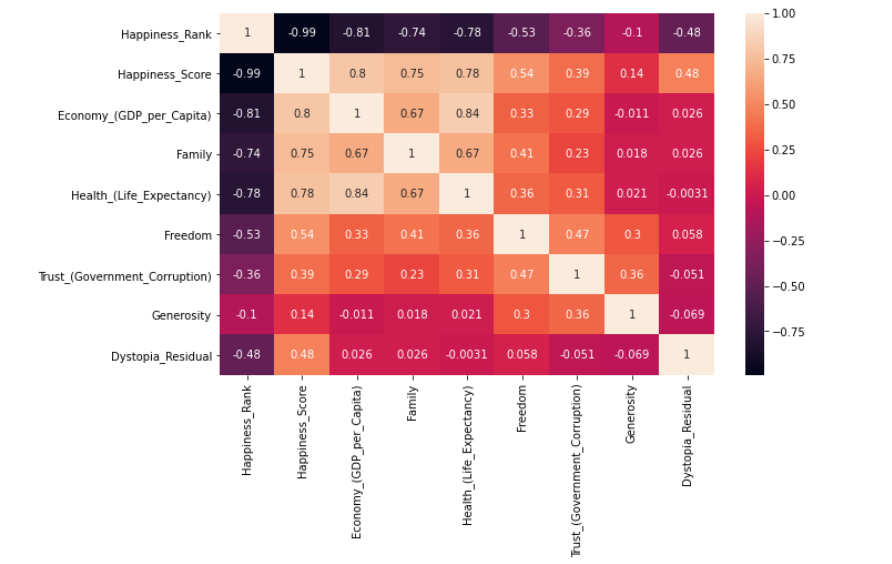 Happiness_Rank 1 -0.99 -0.81 -0.74 -0.78 -0.53 -0.36 -0.1 -0.48
Happiness_Score -0.99 1 0.8 0.75 0.78 0.54 0.39 0.14 0.48
Economy_(GDP_per_Capita) -0.81 0.8 1 0.67 0.84 0.33 0.29 -0.011 0.026
Family -0.74 0.75 0.67 1 0.67 0.41 0.23 0.018 0.026
Health_(Life_Expectancy) -0.78 0.78 0.84 0.67 1 0.36 0.31 0.021 -0.0031
Freedom -0.53 0.54 0.33 0.41 0.36 1 0.47 0.3 0.058
Trust_(Government_Corruption) -0.36 0.39 0.29 0.23 0.31 0.47 1 0.36 -0.051
Generosity -0.1 0.14 -0.011 0.018 0.021 0.3 0.36 1 -0.069
Dystopia_Residual -0.48 0.48 0.026 0.026 -0.0031 0.058 -0.051 -0.069 1
Happiness_Rank
Happiness_Score
Economy_(GDP_per_Capita)
Family
Health_(Life_Expectancy)
Freedom
Trust_(Government_Corruption)
Generosity
Dystopia_Residual
1.00
0.75
0.50
0.25
0.00
−0.25
−0.50
−0.75